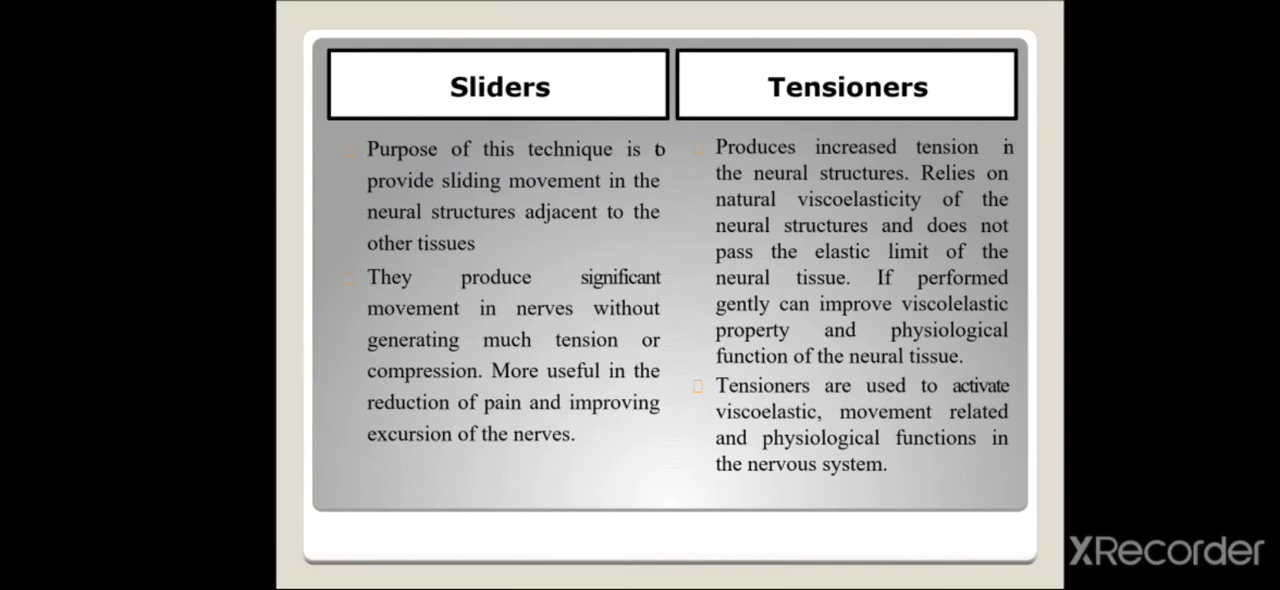 Sliders
Purpose of this technique is to
provide sliding movement in the
neural structures adjacent to the
other tissues
They produce significant
movement in nerves without
generating much tension or
compression. More useful in the
reduction of pain and improving
excursion of the nerves.
Tensioners
Produces increased tension in
the neural structures. Relies on
natural viscoelasticity of the
neural structures and does not
pass the elastic limit of the
neural tissue. If performed
gently can improve viscolelastic
property and physiological
function of the neural tissue.
Tensioners are used to activate
viscoelastic, movement related
and physiological functions in
the nervous system.
XRecorder